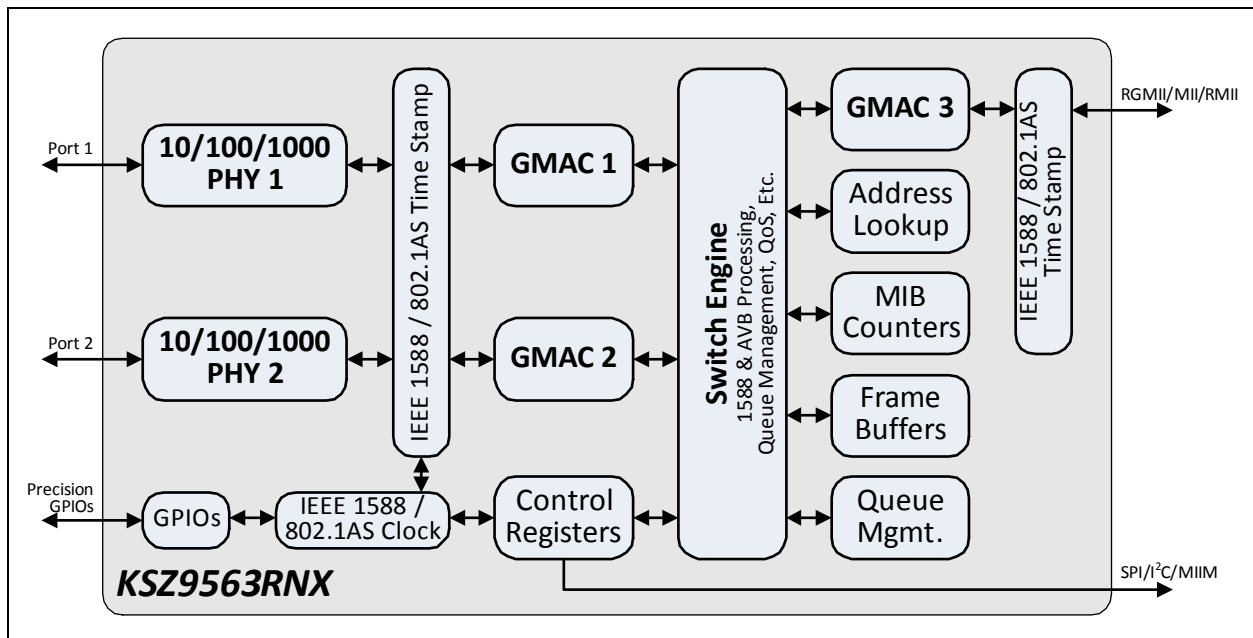 Port 1
10/100/1000
PHY 1
IEEE 1588 / 802.1AS Time Stamp
GMAC 1
Switch Engine
1588 & AVB Processing,
Queue Management, QoS, Etc.
GMAC 3
IEEE 1588 / 802.1AS
Time Stamp
RGMII/MII/RMII
Address
Lookup
MIB
Counters
Port 2
10/100/1000
PHY 2
GMAC 2
Frame
Buffers
Precision
GPIOs
GPIOs
IEEE 1588 /
802.1AS Clock
Control
Registers
Queue
Mgmt.
KSZ9563RNX
SPI/I²C/MIIM